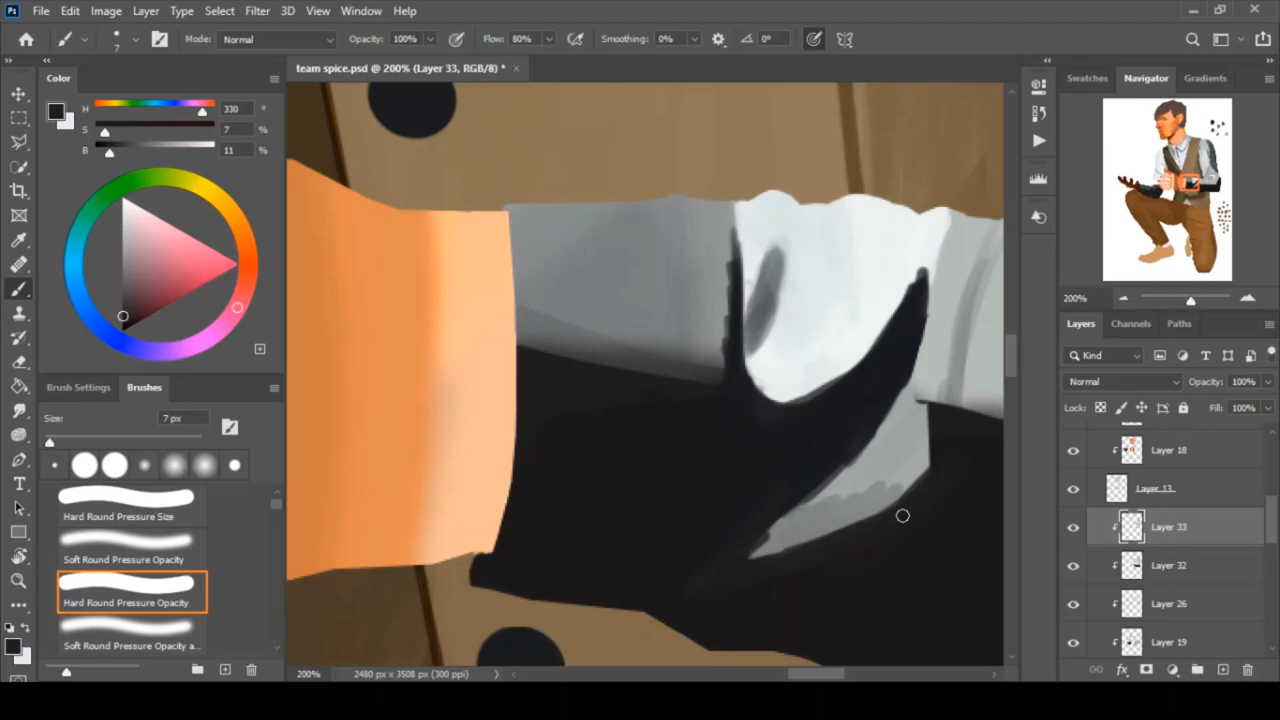 Ps File Edit Image Layer Type Select Filter 3D View Window Help
7 Mode: Normal Opacity: 100% Flow: 80% Smoothing: 0% 0°
Color
team spice.psd @ 200% (Layer 33, RGB/8) *
Swatches Navigator Gradients
H 330 °
S 7 %
B 11 %
200%
Layers Channels Paths
Kind
Normal Opacity: 100%
Lock: Fill: 100%
Brush Settings Brushes
Size: 7 px
Hard Round Pressure Size
Soft Round Pressure Opacity
Hard Round Pressure Opacity
Soft Round Pressure Opacity a...
Layer 18
Layer 13
Layer 33
Layer 32
Layer 26
Layer 19
200% 2480 px x 3508 px (300 ppi)